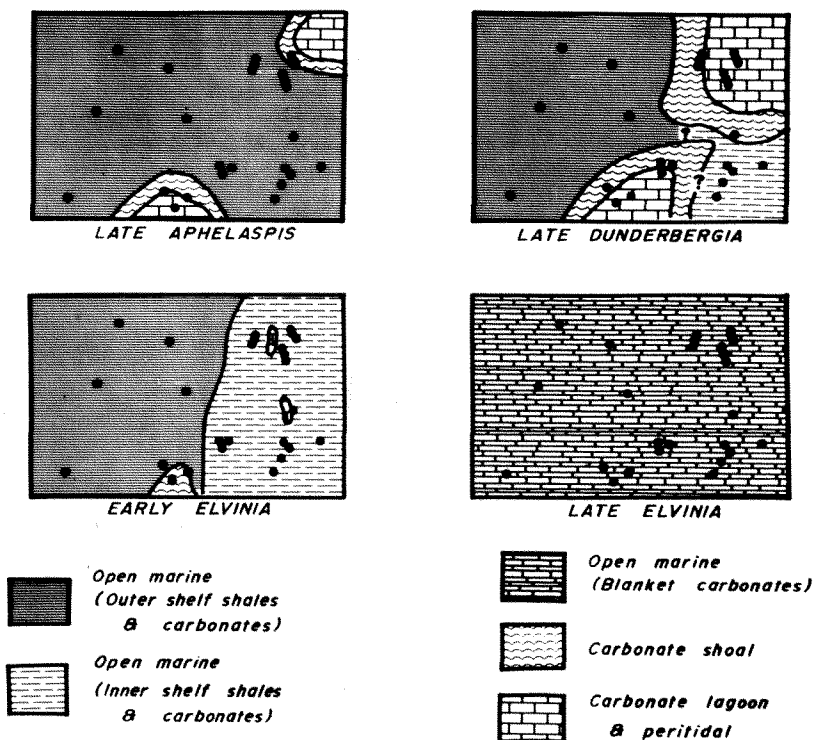 LATE APHELASPIS
LATE DUNDERBERGIA
?
?
EARLY ELVINIA
LATE ELVINIA
Open marine
(Outer shelf shales
& carbonates)
Open marine
(Inner shelf shales
& carbonates)
Open marine
(Blanket carbonates)
Carbonate shoal
Carbonate lagoon
& peritidal